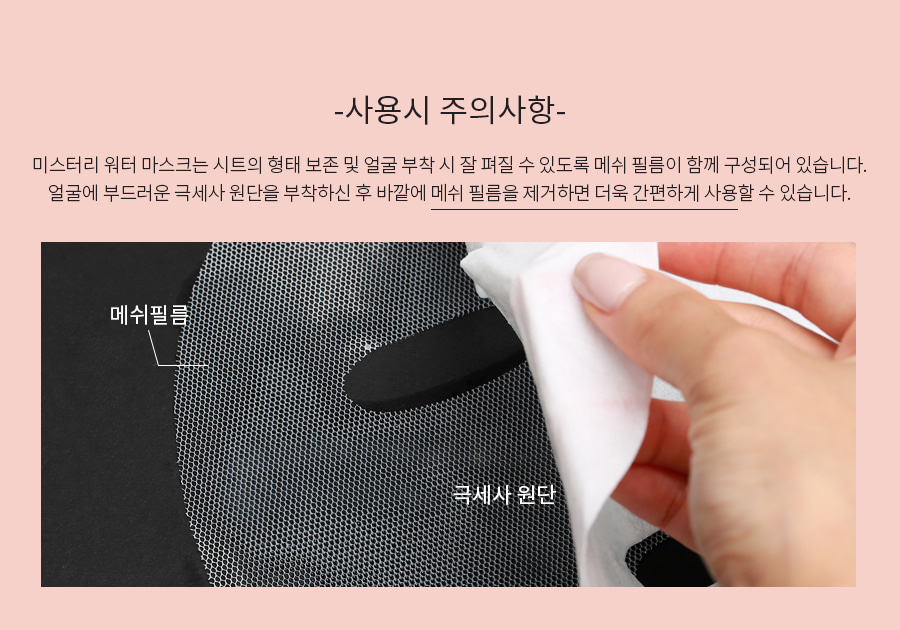 -사용시 주의사항-
미스터리 워터 마스크는 시트의 형태 보존 및 얼굴 부착 시 잘 펴질 수 있도록 메쉬 필름이 함께 구성되어 있습니다.
얼굴에 부드러운 극세사 원단을 부착하신 후 바깥에 메쉬 필름을 제거하면 더욱 간편하게 사용할 수 있습니다.
메쉬필름
극세사 원단